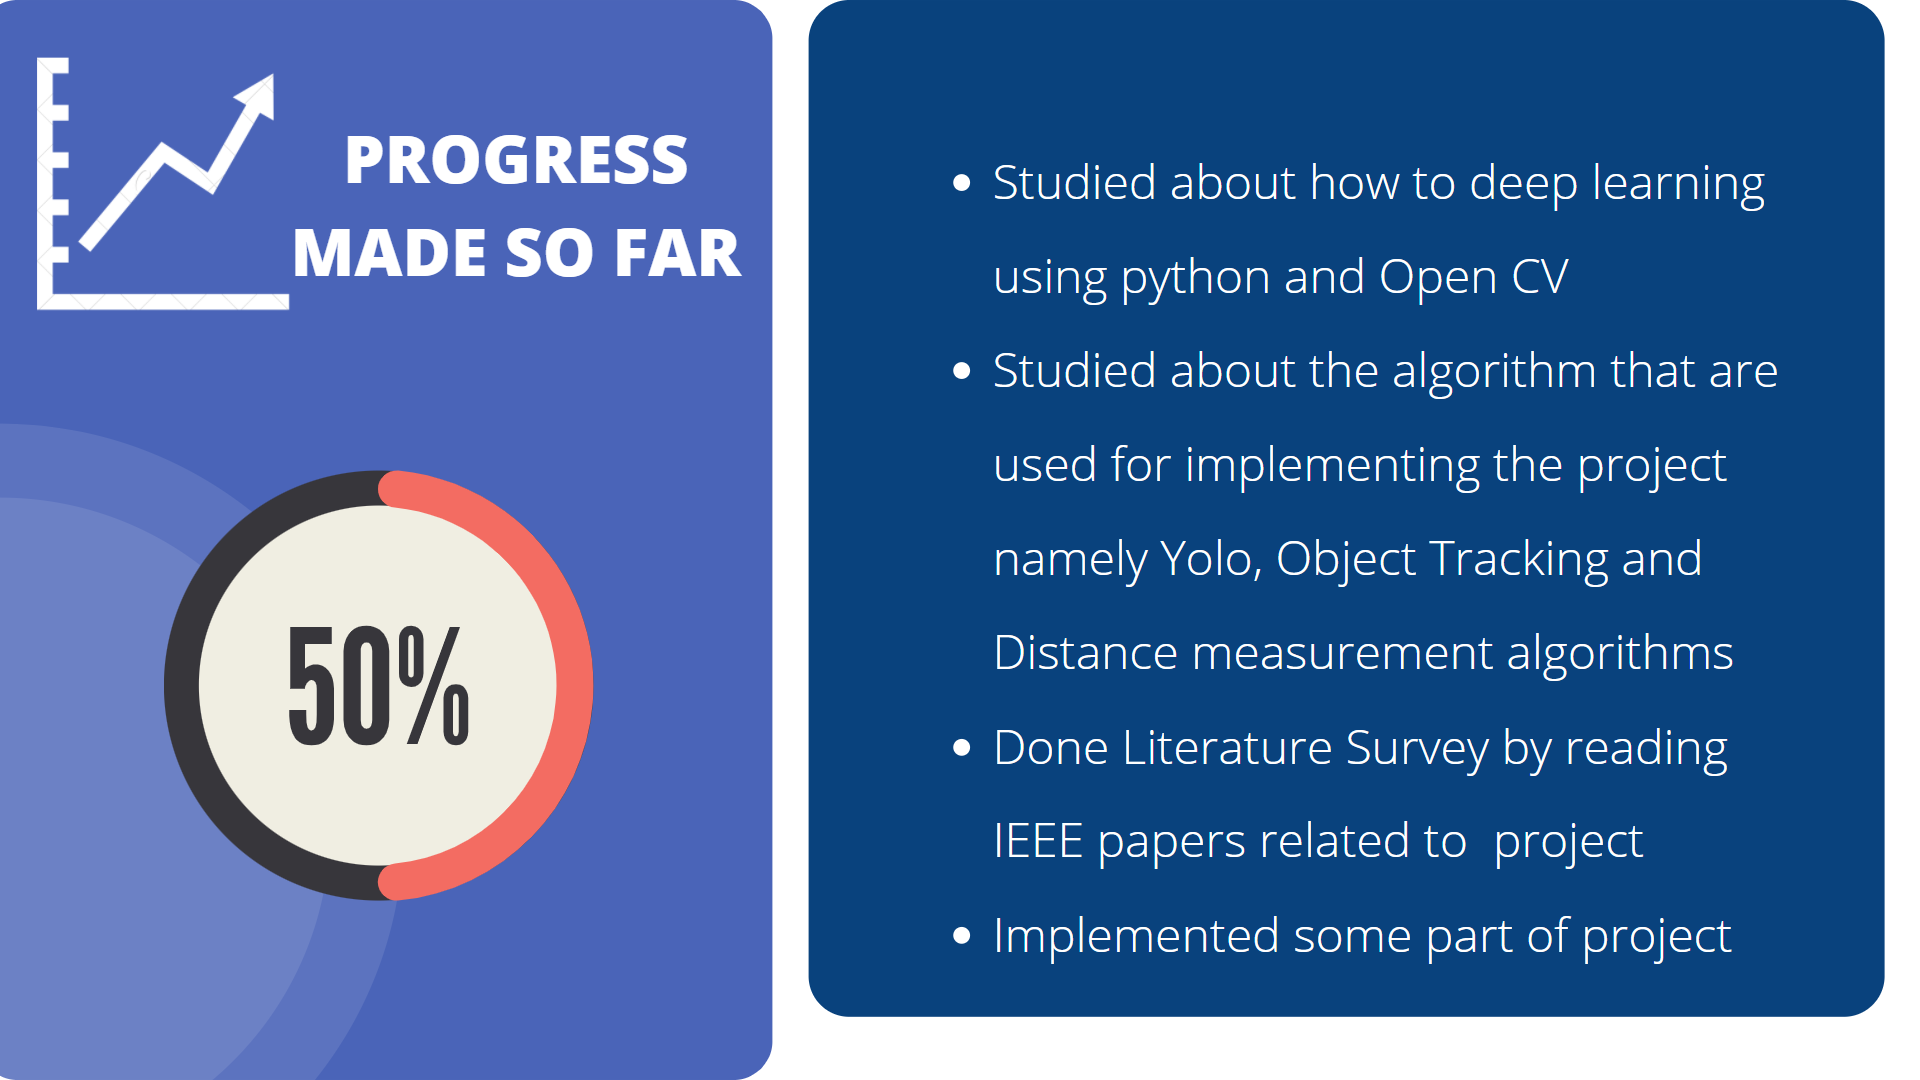 PROGRESS
MADE SO FAR
50%
• Studied about how to deep learning
using python and Open CV
• Studied about the algorithm that are
used for implementing the project
namely Yolo, Object Tracking and
Distance measurement algorithms
• Done Literature Survey by reading
IEEE papers related to  project
• Implemented some part of project